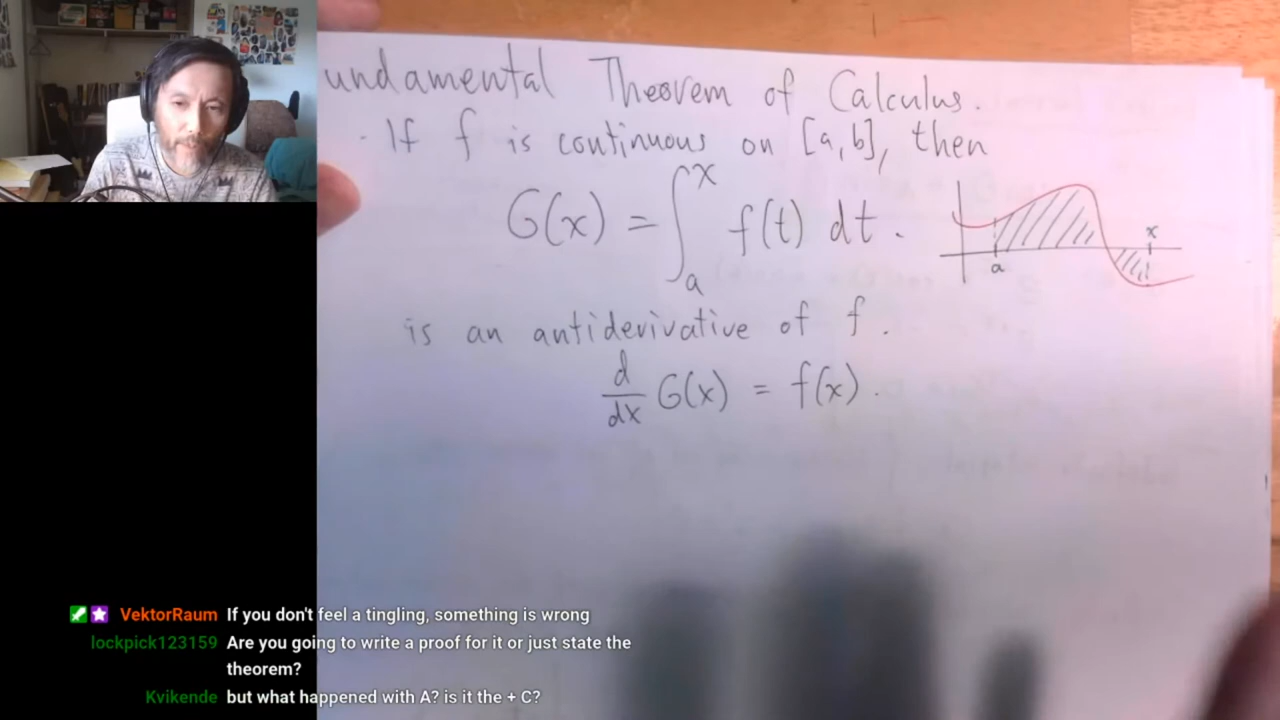 undamental Theorem of Calculus.
If f is continuous on [a, b], then
G(x) = ∫ₐˣ f(t) dt.
a
x
is an antiderivative of f.
d/dx G(x) = f(x).
VektorRaum If you don't feel a tingling, something is wrong
lockpick123159 Are you going to write a proof for it or just state the
theorem?
Kvikende but what happened with A? is it the + C?